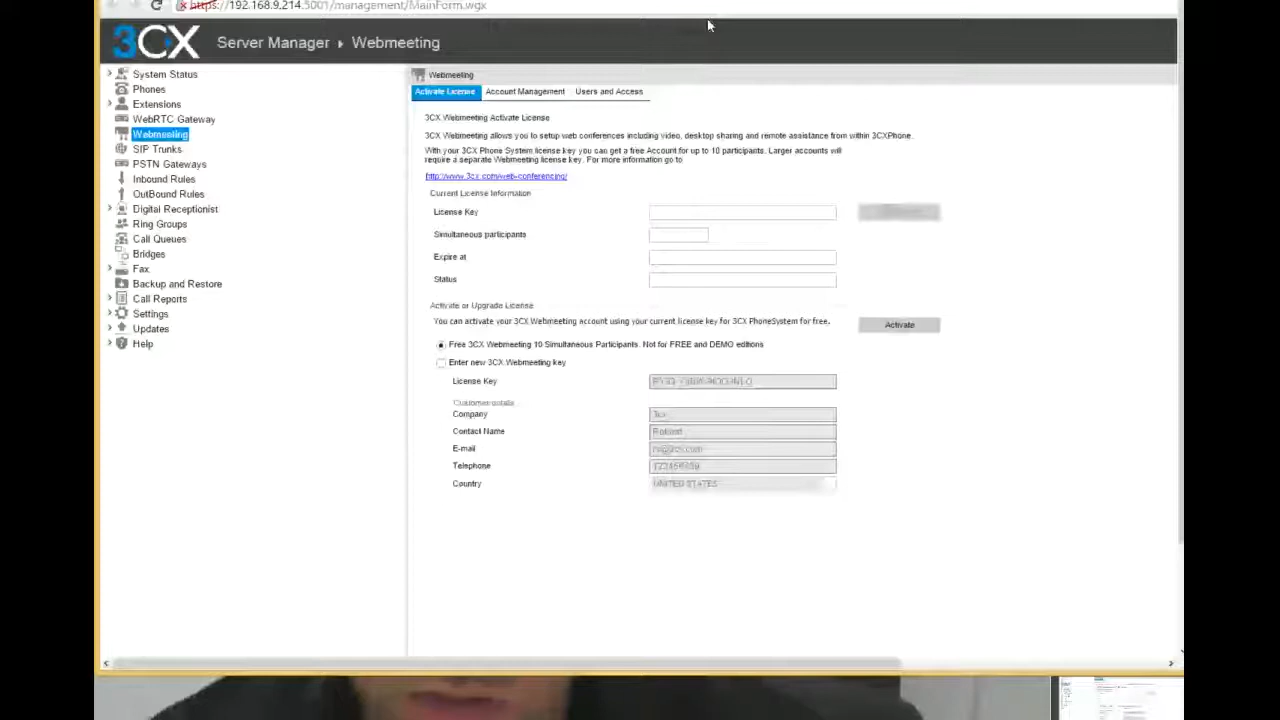 https://192.168.9.214:5001/management/MainForm.wgx
3CX Server Manager Webmeeting
System Status
Phones
Extensions
WebRTC Gateway
Webmeeting
SIP Trunks
PSTN Gateways
Inbound Rules
OutBound Rules
Digital Receptionist
Ring Groups
Call Queues
Bridges
Fax
Backup and Restore
Call Reports
Settings
Updates
Help
Webmeeting
Activate License Account Management Users and Access
3CX Webmeeting Activate License
3CX Webmeeting allows you to setup web conferences including video, desktop sharing and remote assistance from within 3CXPhone.
With your 3CX Phone System license key you can get a free Account for up to 10 participants. Larger accounts will
require a separate Webmeeting license key. For more information go to
http://www.3cx.com/web-conferencing/
Current License Information
License Key
Simultaneous participants
Expire at
Status
Activate or Upgrade License
You can activate your 3CX Webmeeting account using your current license key for 3CX PhoneSystem for free.
Activate
Free 3CX Webmeeting 10 Simultaneous Participants. Not for FREE and DEMO editions
Enter new 3CX Webmeeting key
License Key
Customer details
Company
Contact Name
E-mail
Telephone
Country UNITED STATES